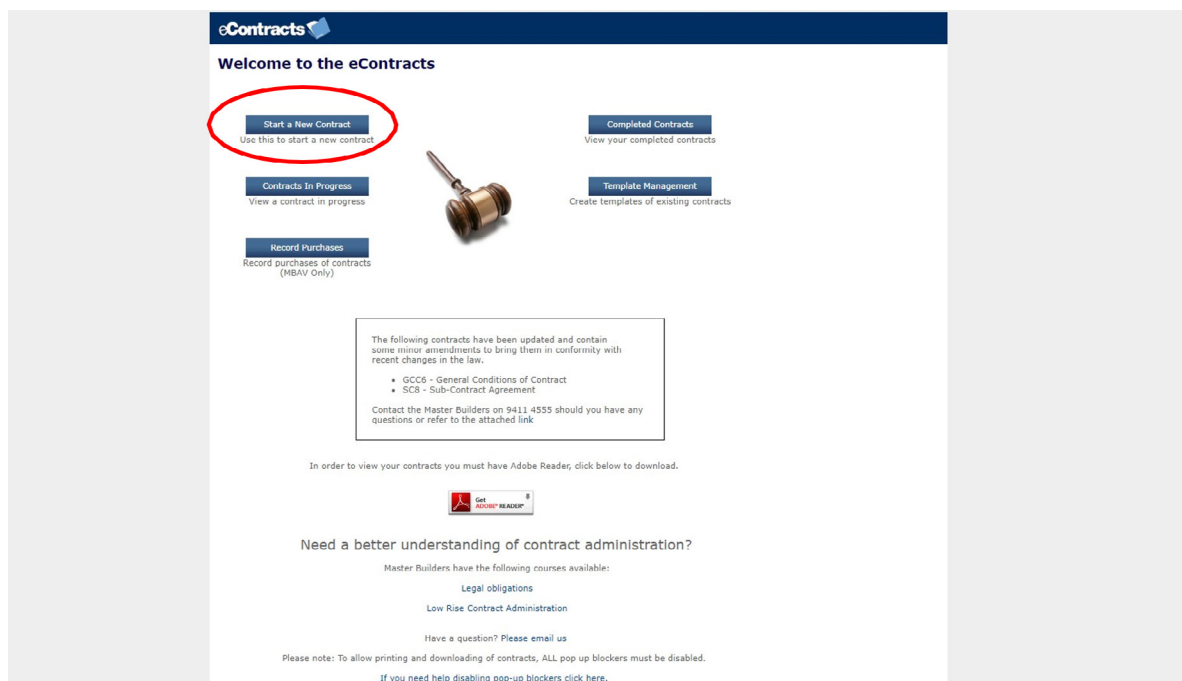 eContracts
Welcome to the eContracts
Start a New Contract
Use this to start a new contract
Completed Contracts
View your completed contracts
Contracts In Progress
View a contract in progress
Template Management
Create templates of existing contracts
Record Purchases
Record purchases of contracts
(MBAV Only)
The following contracts have been updated and contain
some minor amendments to bring them in conformity with
recent changes in the law.
• GCC6 - General Conditions of Contract
• SC8 - Sub-Contract Agreement
Contact the Master Builders on 9411 4555 should you have any
questions or refer to the attached link
In order to view your contracts you must have Adobe Reader, click below to download.
Get
ADOBE® READER®
Need a better understanding of contract administration?
Master Builders have the following courses available:
Legal obligations
Low Rise Contract Administration
Have a question? Please email us
Please note: To allow printing and downloading of contracts, ALL pop up blockers must be disabled.
If you need help disabling pop-up blockers click here.